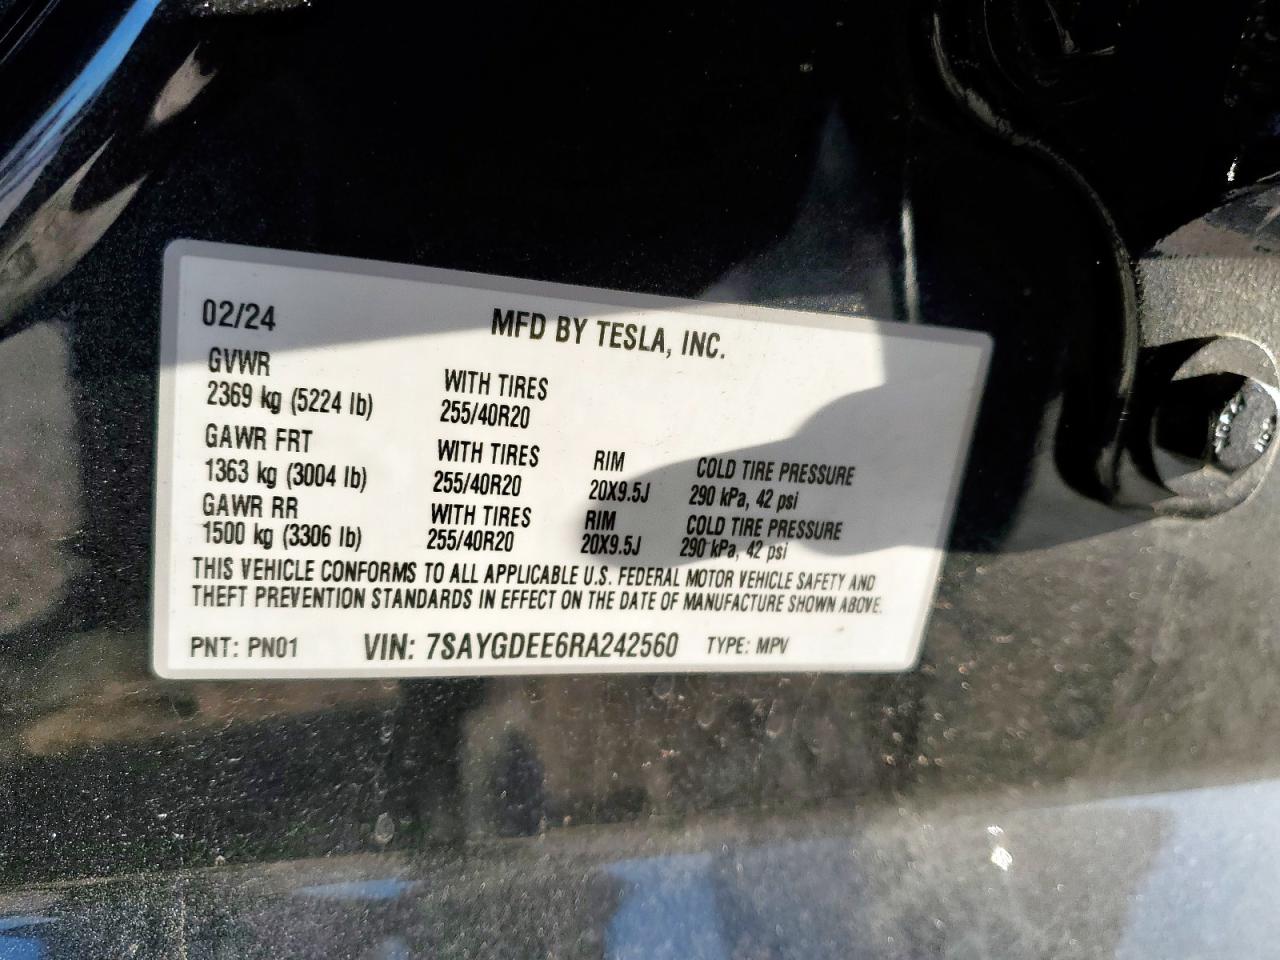 02/24 MFD BY TESLA, INC.
GVWR
2369 kg (5224 lb) WITH TIRES 255/40R20
GAWR FRT WITH TIRES RIM COLD TIRE PRESSURE
1363 kg (3004 lb) 255/40R20 20X9.5J 290 kPa, 42 psi
GAWR RR WITH TIRES RIM COLD TIRE PRESSURE
1500 kg (3306 lb) 255/40R20 20X9.5J 290 kPa, 42 psi
THIS VEHICLE CONFORMS TO ALL APPLICABLE U.S. FEDERAL MOTOR VEHICLE SAFETY AND
THEFT PREVENTION STANDARDS IN EFFECT ON THE DATE OF MANUFACTURE SHOWN ABOVE.
PNT: PN01 VIN: 7SAYGDEE6RA242560 TYPE: MPV